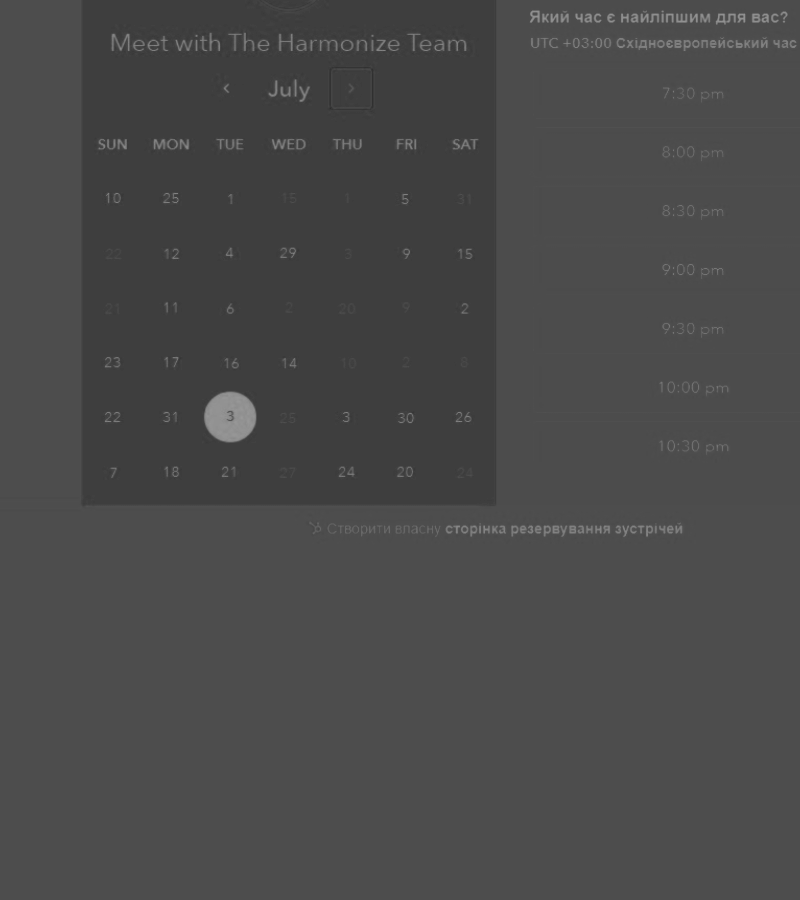 Meet with The Harmonize Team
July
SUN MON TUE WED THU FRI SAT
10 25 1 15 1 5 31
22 12 4 29 3 9 15
21 11 6 2 20 9 2
23 17 16 14 10 2 8
22 31 3 25 3 30 26
7 18 21 27 24 20 24
Який час є найліпшим для вас?
UTC +03:00 Східноєвропейський час
7:30 pm
8:00 pm
8:30 pm
9:00 pm
9:30 pm
10:00 pm
10:30 pm
Створити власну сторінка резервування зустрічей